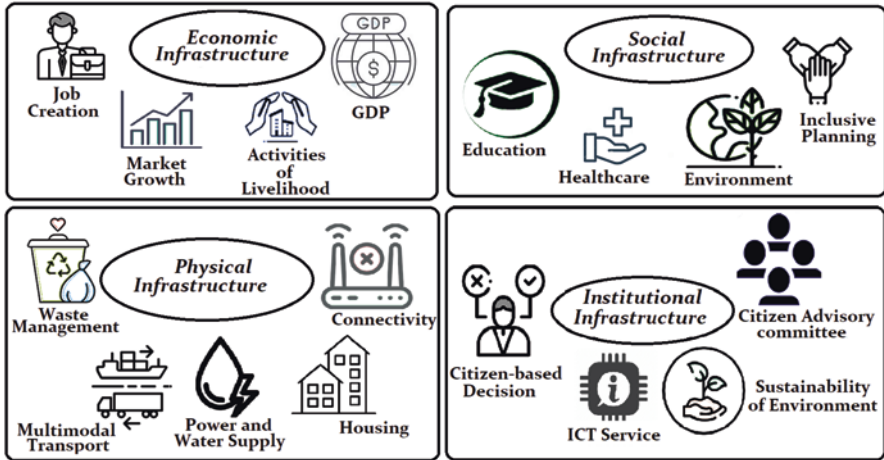 Economic
Infrastructure
GDP
$
Job
Creation
Market
Growth
Activities
of
Livelihood
GDP
Social
Infrastructure
Education
Healthcare
Environment
Inclusive
Planning
Physical
Infrastructure
Waste
Management
Connectivity
Multimodal
Transport
Power and
Water Supply
Housing
Institutional
Infrastructure
Citizen Advisory
committee
Citizen-based
Decision
i
ICT Service
Sustainability
of Environment